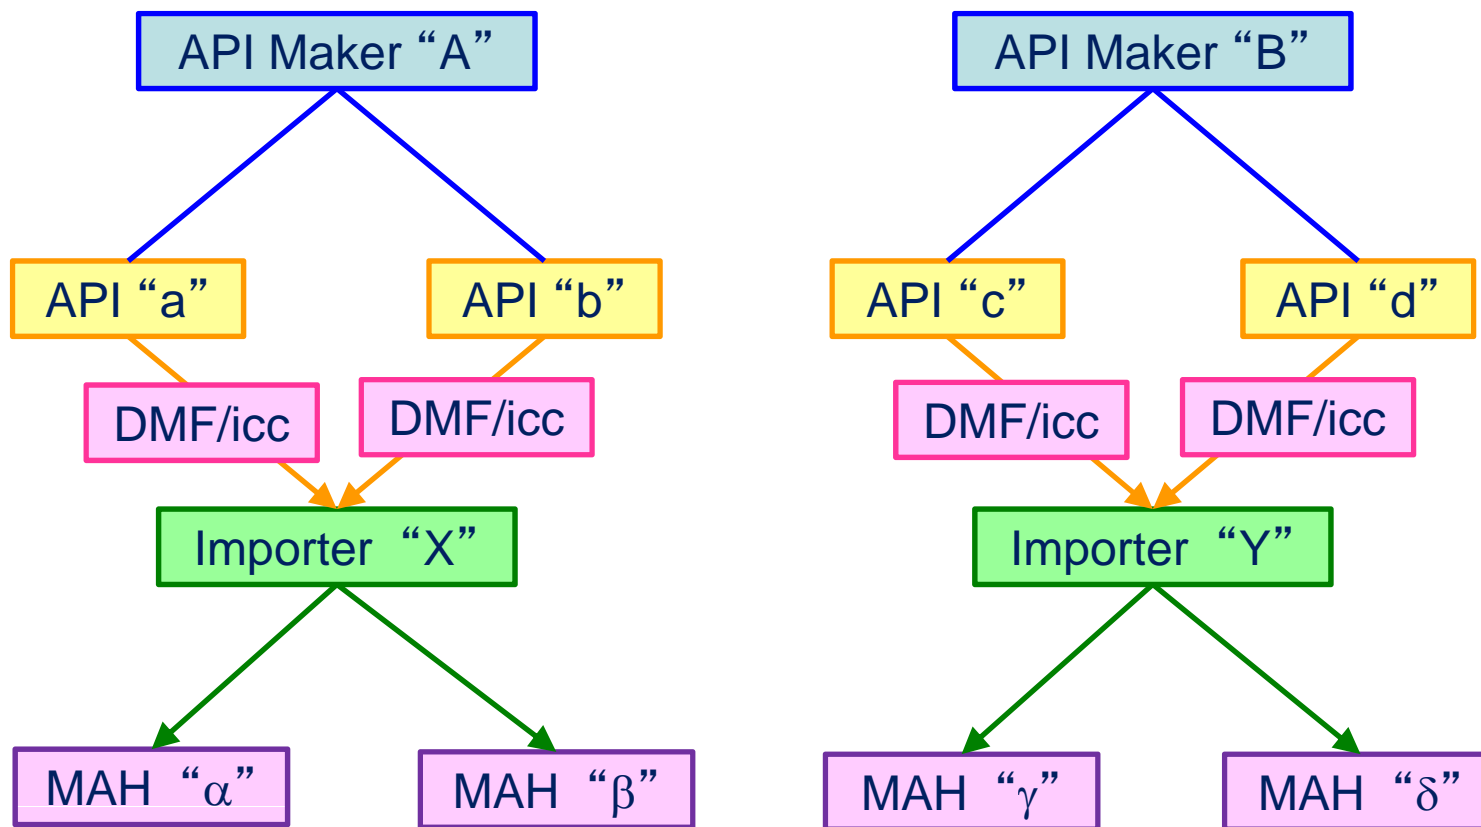 API Maker “A”
API Maker “B”
API “a”
API “b”
API “c”
API “d”
DMF/icc
DMF/icc
DMF/icc
DMF/icc
Importer “X”
Importer “Y”
MAH “α”
MAH “β”
MAH “γ”
MAH “δ”